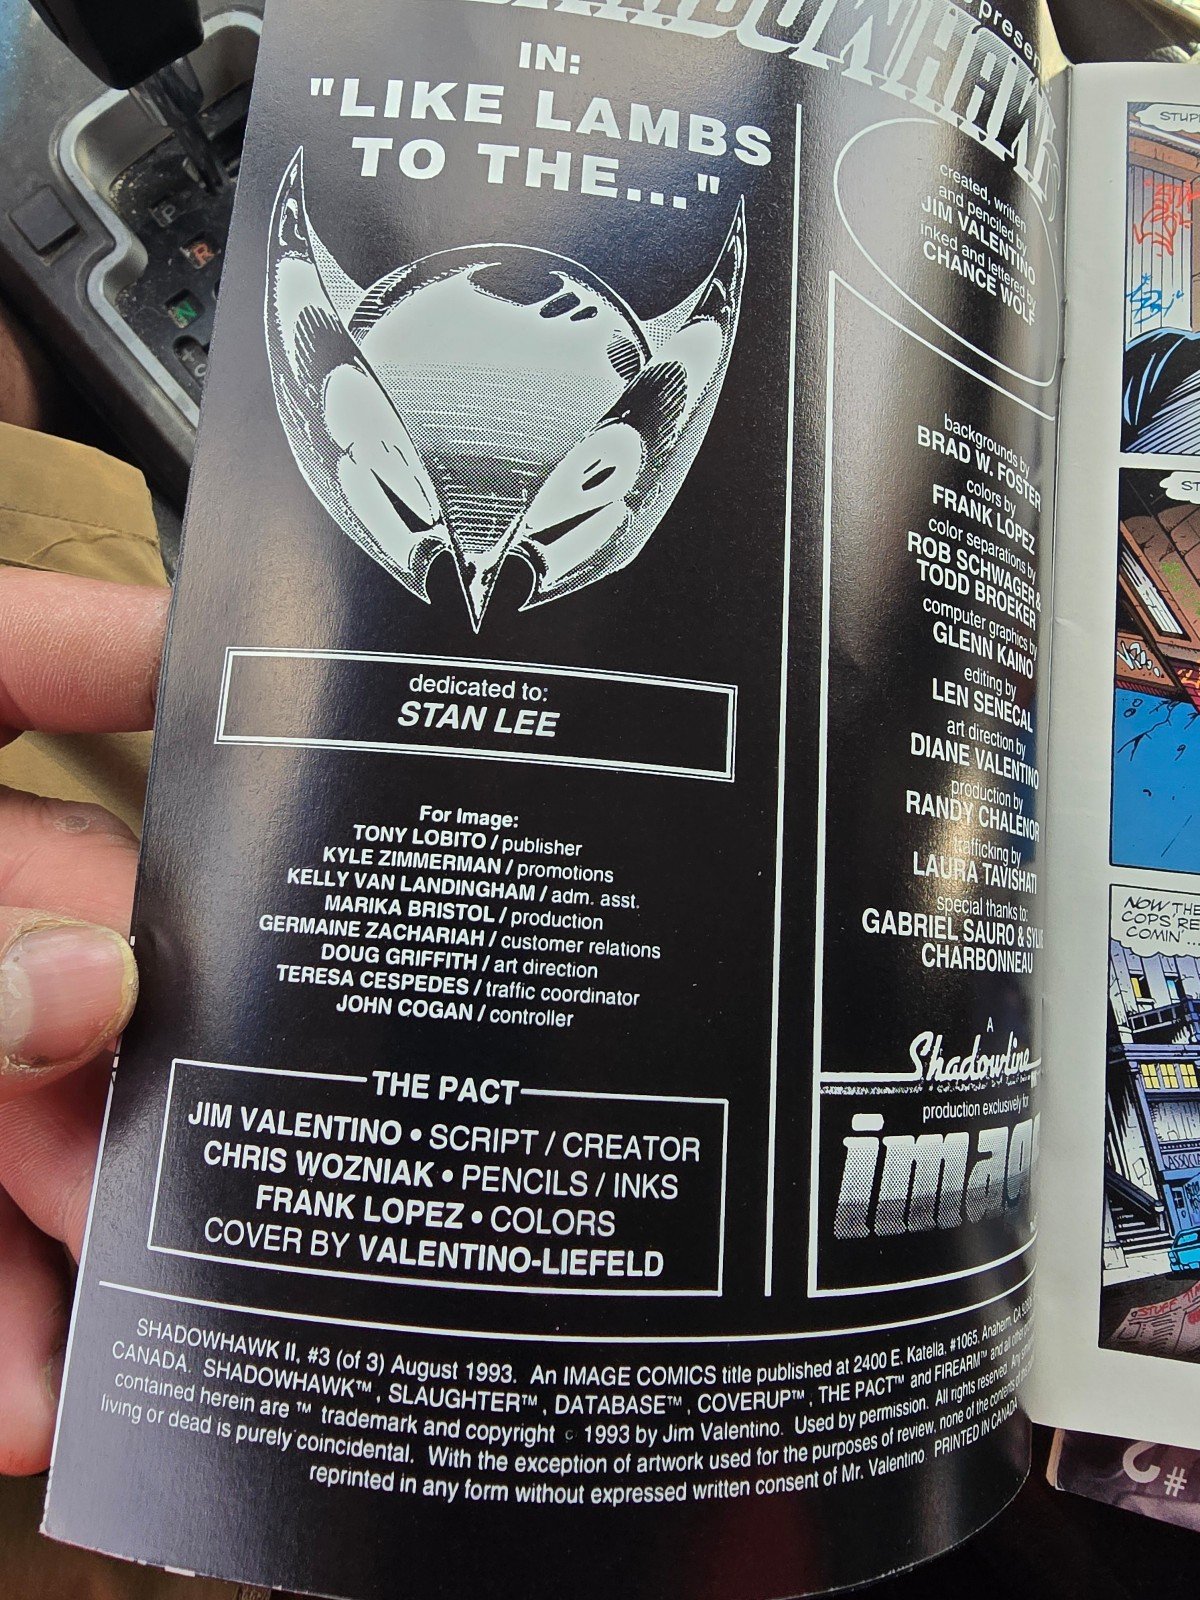 presen
SHADOWHAWK
IN:
"LIKE LAMBS
TO THE..."
created, written
and penciled by
JIM VALENTINO
inked and lettered by
CHANCE WOLF
backgrounds by
BRAD W. FOSTER
colors by
FRANK LOPEZ
color separations by
ROB SCHWAGER &
TODD BROEKER
computer graphics by
GLENN KAINO
editing by
LEN SENECAL
art direction by
DIANE VALENTINO
production by
RANDY CHALENOR
trafficking by
LAURA TAVISHATI
special thanks to:
GABRIEL SAURO &
CHARBONNEAU
A
Shadowline
production exclusively for
image
dedicated to:
STAN LEE
For Image:
TONY LOBITO / publisher
KYLE ZIMMERMAN / promotions
KELLY VAN LANDINGHAM / adm. asst.
MARIKA BRISTOL / production
GERMAINE ZACHARIAH / customer relations
DOUG GRIFFITH / art direction
TERESA CESPEDES / traffic coordinator
JOHN COGAN / controller
THE PACT
JIM VALENTINO • SCRIPT / CREATOR
CHRIS WOZNIAK • PENCILS / INKS
FRANK LOPEZ • COLORS
COVER BY VALENTINO-LIEFELD
SHADOWHAWK II, #3 (of 3) August 1993. An IMAGE COMICS title published at 2400 E. Katella, #1065, Anaheim, CA
CANADA. SHADOWHAWK™, SLAUGHTER™, DATABASE™, COVERUP™, THE PACT™ and FIREARM™ and all other
contained herein are ™ trademark and copyright © 1993 by Jim Valentino. Used by permission. All rights reserved. Any
living or dead is purely coincidental. With the exception of artwork used for the purposes of review, none of the contents of this
reprinted in any form without expressed written consent of Mr. Valentino. PRINTED IN CANADA
STUP
ST
NOW THE
COPS'RE
COMIN'...
ASSOCIA
P
R
N
+
#2